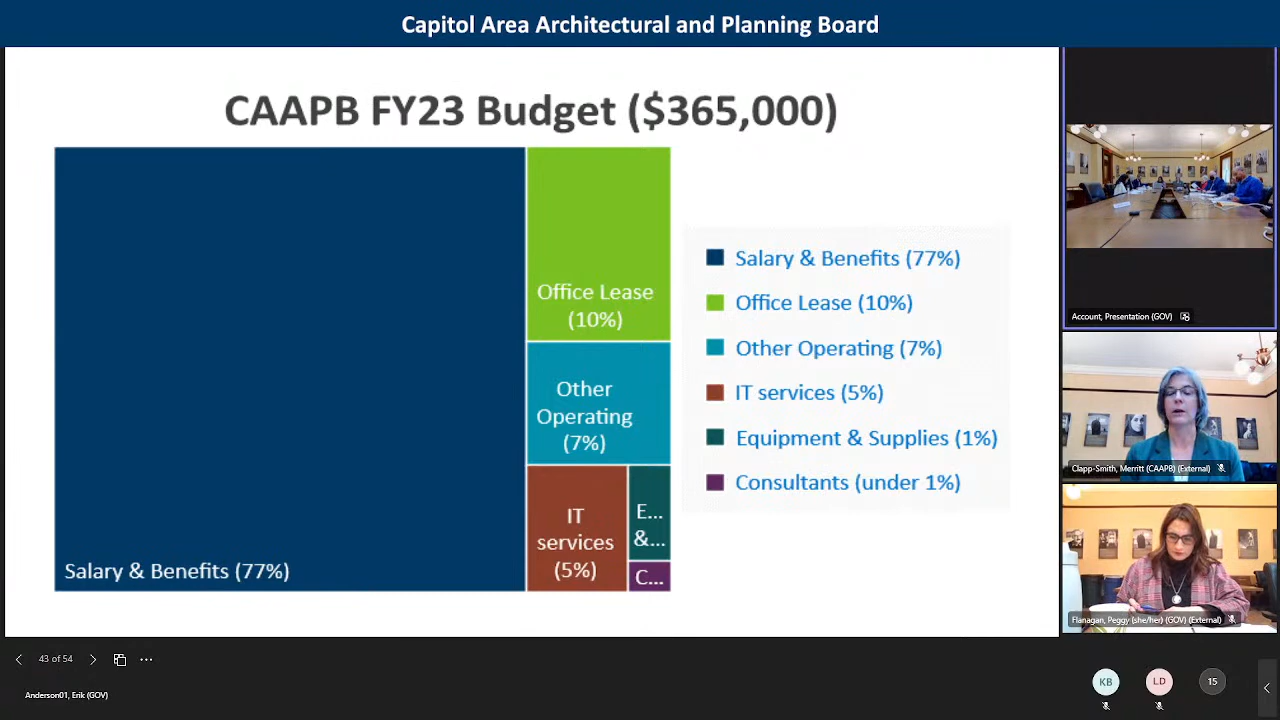 Capitol Area Architectural and Planning Board
CAAPB FY23 Budget ($365,000)
Salary & Benefits (77%)
Office Lease
(10%)
Other
Operating
(7%)
IT
services
(5%)
E...
&...
C...
Salary & Benefits (77%)
Office Lease (10%)
Other Operating (7%)
IT services (5%)
Equipment & Supplies (1%)
Consultants (under 1%)
Account, Presentation (GOV)
Clapp-Smith, Merritt (CAAPB) (External)
Flanagan, Peggy (she/her) (GOV) (External)
43 of 54
Anderson01, Erik (GOV)
KB
LD
15